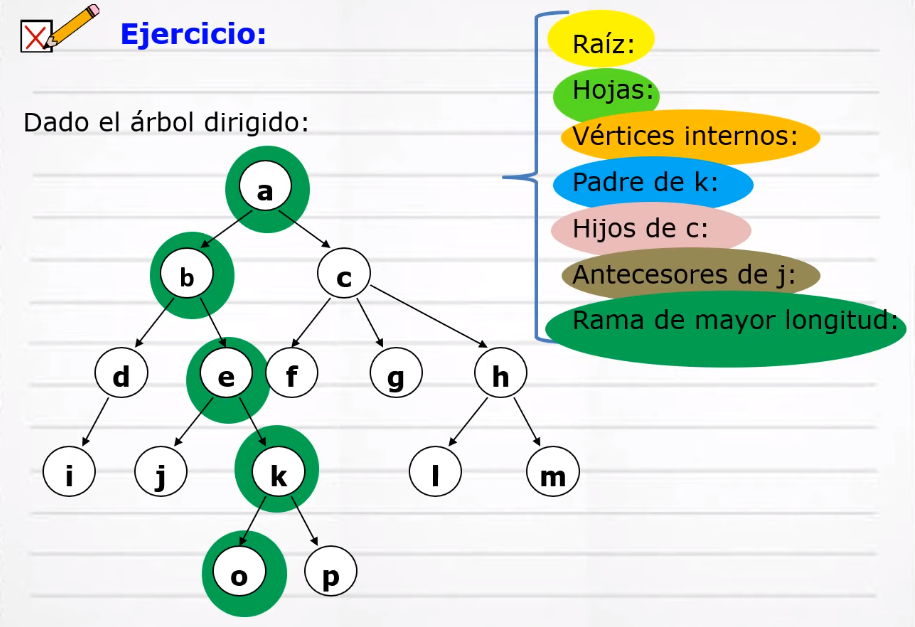 Ejercicio:
Dado el árbol dirigido:
Raíz:
Hojas:
Vértices internos:
Padre de k:
Hijos de c:
Antecesores de j:
Rama de mayor longitud:
a
b c
d e f g h
i j k l m
o p